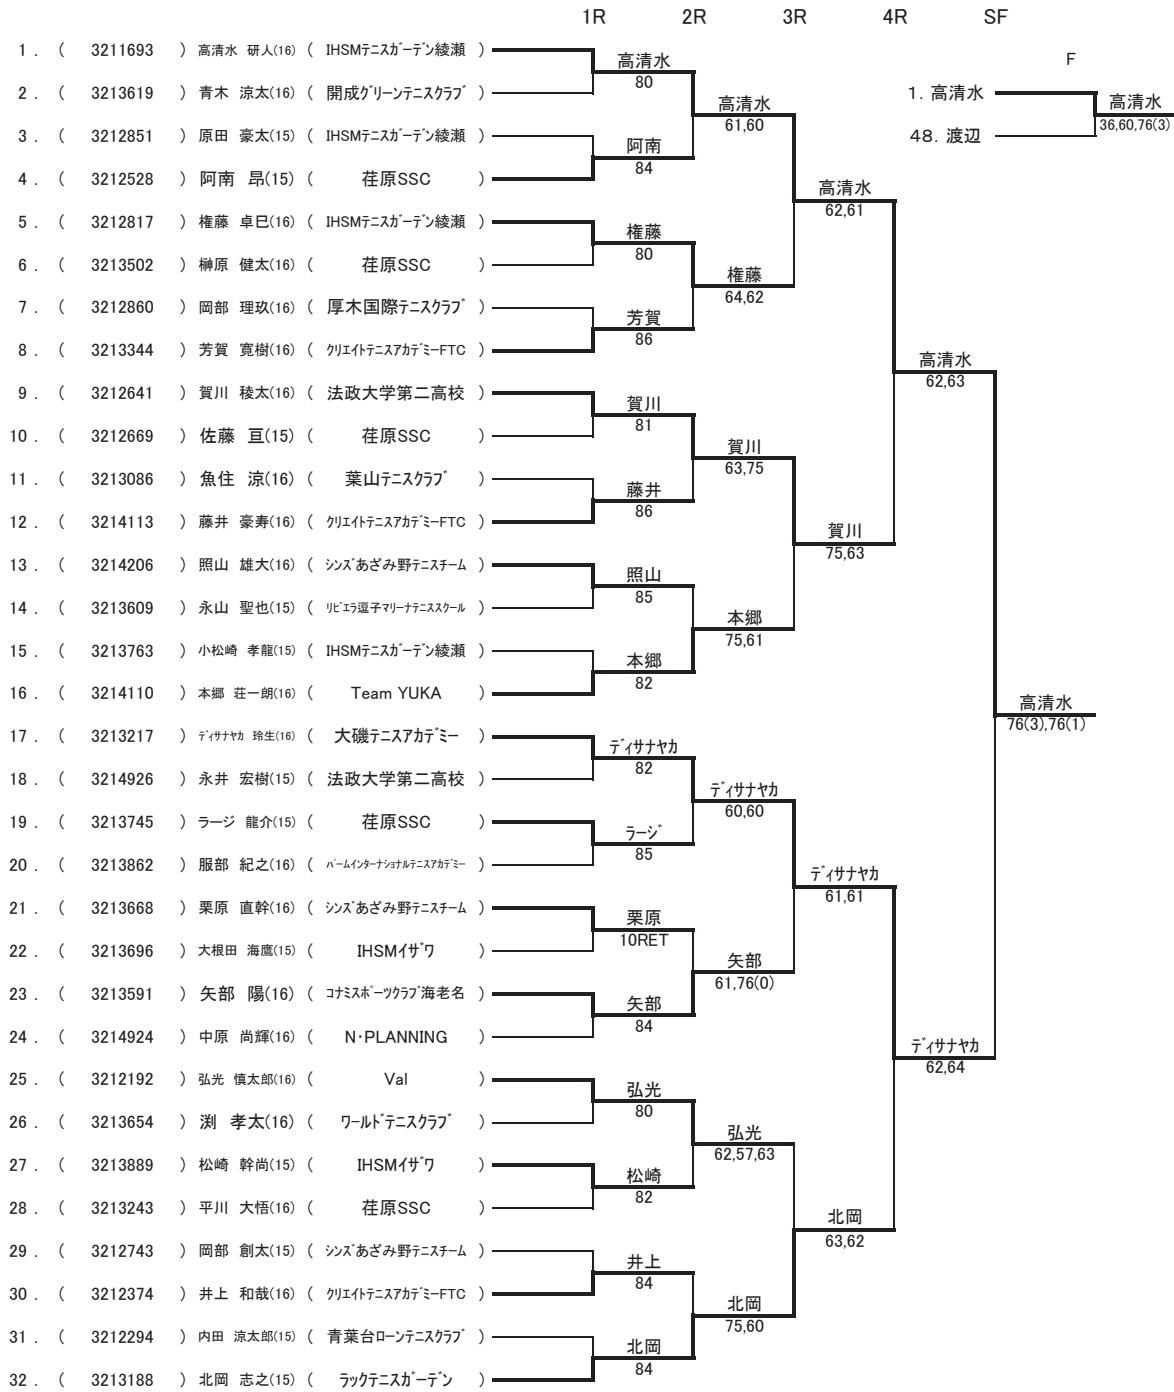 1R 2R 3R 4R SF
F
1. 高清水
48. 渡辺
高清水
36,60,76(3)
1 . ( 3211693 ) 高清水 研人(16) ( IHSMテニスガーデン綾瀬 )
2 . ( 3213619 ) 青木 涼太(16) ( 開成グリーンテニスクラブ )
3 . ( 3212851 ) 原田 豪太(15) ( IHSMテニスガーデン綾瀬 )
4 . ( 3212528 ) 阿南 昂(15) ( 荏原SSC )
5 . ( 3212817 ) 権藤 卓巳(16) ( IHSMテニスガーデン綾瀬 )
6 . ( 3213502 ) 榊原 健太(16) ( 荏原SSC )
7 . ( 3212860 ) 岡部 理玖(16) ( 厚木国際テニスクラブ )
8 . ( 3213344 ) 芳賀 寛樹(16) ( クリエイトテニスアカデミーFTC )
9 . ( 3212641 ) 賀川 稜太(16) ( 法政大学第二高校 )
10 . ( 3212669 ) 佐藤 亘(15) ( 荏原SSC )
11 . ( 3213086 ) 魚住 涼(16) ( 葉山テニスクラブ )
12 . ( 3214113 ) 藤井 豪寿(16) ( クリエイトテニスアカデミーFTC )
13 . ( 3214206 ) 照山 雄大(16) ( シンズあざみ野テニスチーム )
14 . ( 3213609 ) 永山 聖也(15) ( リビエラ逗子マリーナテニススクール )
15 . ( 3213763 ) 小松崎 孝龍(15) ( IHSMテニスガーデン綾瀬 )
16 . ( 3214110 ) 本郷 荘一朗(16) ( Team YUKA )
17 . ( 3213217 ) ディサナヤカ 玲生(16) ( 大磯テニスアカデミー )
18 . ( 3214926 ) 永井 宏樹(15) ( 法政大学第二高校 )
19 . ( 3213745 ) ラージ 龍介(15) ( 荏原SSC )
20 . ( 3213862 ) 服部 紀之(16) ( パームインターナショナルテニスアカデミー )
21 . ( 3213668 ) 栗原 直幹(16) ( シンズあざみ野テニスチーム )
22 . ( 3213696 ) 大根田 海鷹(15) ( IHSMイザワ )
23 . ( 3213591 ) 矢部 陽(16) ( コナミスポーツクラブ海老名 )
24 . ( 3214924 ) 中原 尚輝(16) ( N・PLANNING )
25 . ( 3212192 ) 弘光 慎太郎(16) ( Val )
26 . ( 3213654 ) 渕 孝太(16) ( ワールドテニスクラブ )
27 . ( 3213889 ) 松崎 幹尚(15) ( IHSMイザワ )
28 . ( 3213243 ) 平川 大悟(16) ( 荏原SSC )
29 . ( 3212743 ) 岡部 創太(15) ( シンズあざみ野テニスチーム )
30 . ( 3212374 ) 井上 和哉(16) ( クリエイトテニスアカデミーFTC )
31 . ( 3212294 ) 内田 涼太郎(15) ( 青葉台ローンテニスクラブ )
32 . ( 3213188 ) 北岡 志之(15) ( ラックテニスガーデン )
高清水
80
阿南
84
権藤
80
芳賀
86
賀川
81
藤井
86
照山
85
本郷
82
ディサナヤカ
82
ラージ
85
栗原
10RET
矢部
84
弘光
80
松崎
82
井上
84
北岡
84
高清水
61,60
権藤
64,62
賀川
63,75
本郷
75,61
ディサナヤカ
60,60
矢部
61,76(0)
弘光
62,57,63
北岡
75,60
高清水
62,61
賀川
75,63
ディサナヤカ
61,61
北岡
63,62
高清水
62,63
ディサナヤカ
62,64
高清水
76(3),76(1)